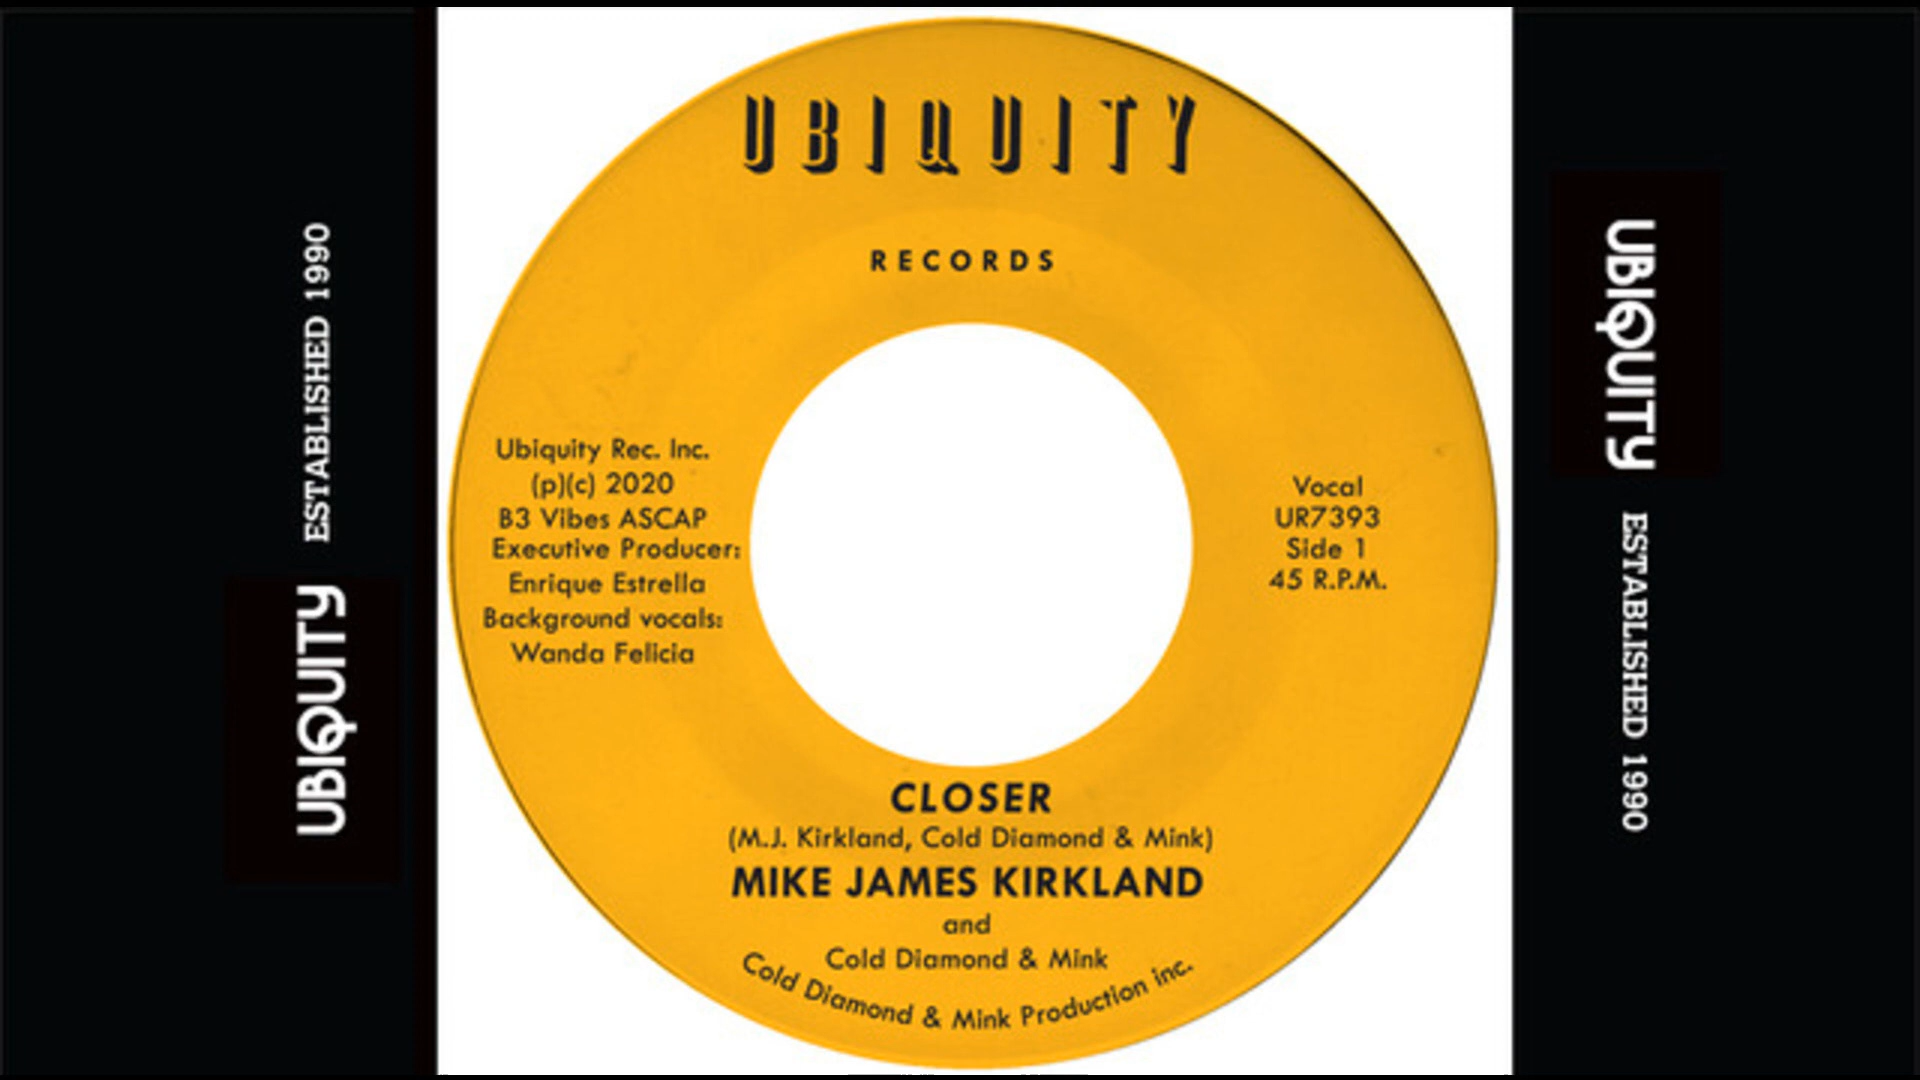 UBIQUITY ESTABLISHED 1990
UBIQUITY
RECORDS
Ubiquity Rec. Inc.
(p)(c) 2020
B3 Vibes ASCAP
Executive Producer:
Enrique Estrella
Background vocals:
Wanda Felicia
Vocal
UR7393
Side 1
45 R.P.M.
CLOSER
(M.J. Kirkland, Cold Diamond & Mink)
MIKE JAMES KIRKLAND
and
Cold Diamond & Mink
Cold Diamond & Mink Production inc.
UBIQUITY ESTABLISHED 1990